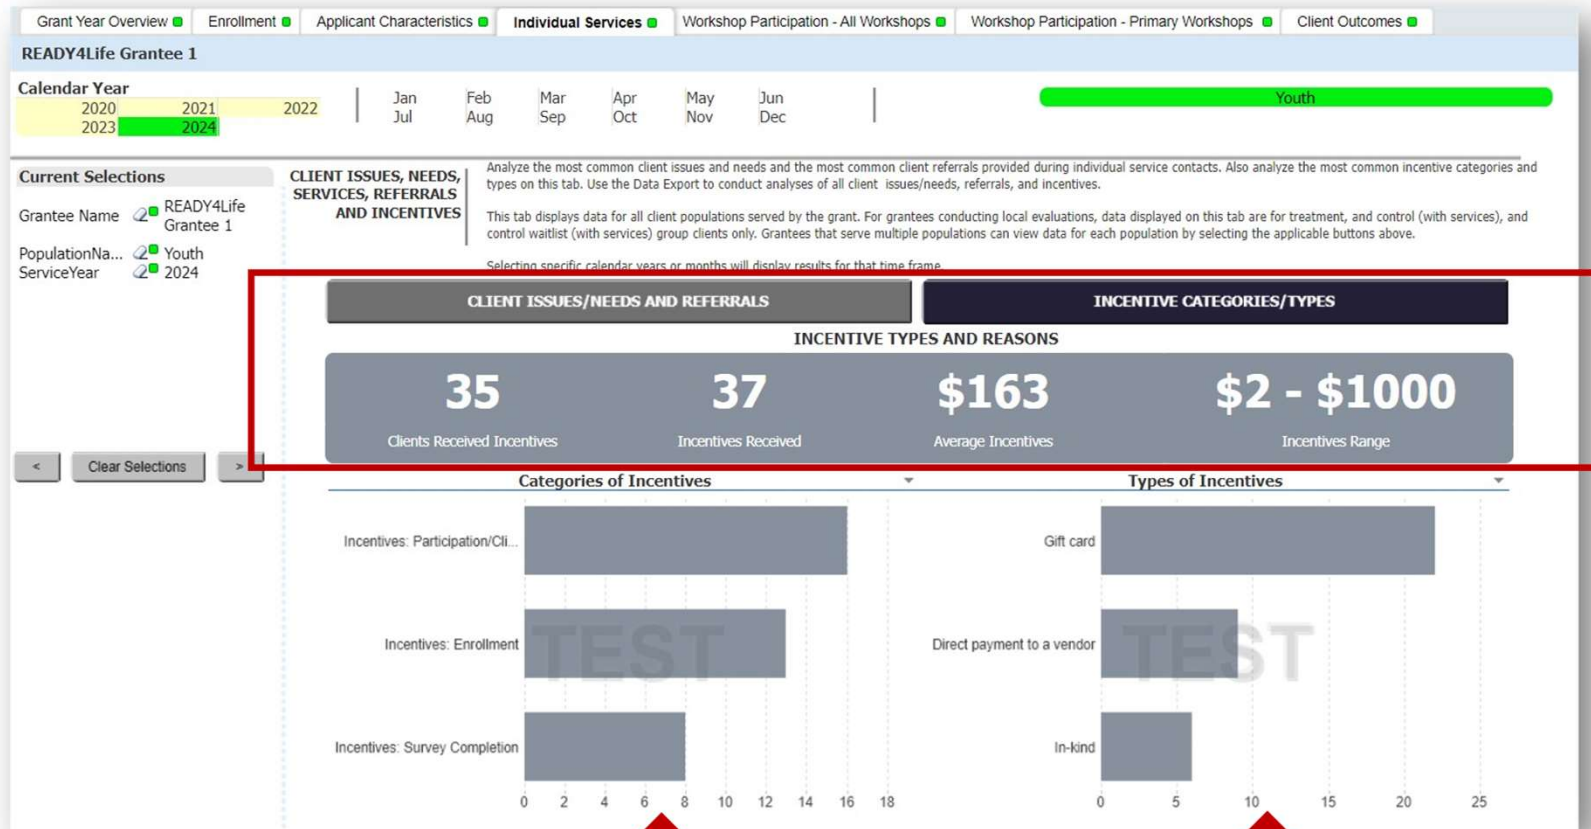 Grant Year Overview
Enrollment
Applicant Characteristics
Individual Services
Workshop Participation - All Workshops
Workshop Participation - Primary Workshops
Client Outcomes
READY4Life Grantee 1
Calendar Year
2020 2021 2022
2023 2024
Jan Feb Mar Apr May Jun
Jul Aug Sep Oct Nov Dec
Youth
Current Selections
Grantee Name READY4Life
Grantee 1
PopulationNa... Youth
ServiceYear 2024
< Clear Selections >
CLIENT ISSUES, NEEDS,
SERVICES, REFERRALS
AND INCENTIVES
Analyze the most common client issues and needs and the most common client referrals provided during individual service contacts. Also analyze the most common incentive categories and
types on this tab. Use the Data Export to conduct analyses of all client issues/needs, referrals, and incentives.
This tab displays data for all client populations served by the grant. For grantees conducting local evaluations, data displayed on this tab are for treatment, and control (with services), and
control waitlist (with services) group clients only. Grantees that serve multiple populations can view data for each population by selecting the applicable buttons above.
Selecting specific calendar years or months will display results for that time frame.
CLIENT ISSUES/NEEDS AND REFERRALS
INCENTIVE CATEGORIES/TYPES
INCENTIVE TYPES AND REASONS
35
Clients Received Incentives
37
Incentives Received
$163
Average Incentives
$2 - $1000
Incentives Range
Categories of Incentives
Incentives: Participation/Cli...
Incentives: Enrollment
Incentives: Survey Completion
TEST
0 2 4 6 8 10 12 14 16 18
Types of Incentives
Gift card
Direct payment to a vendor
In-kind
TEST
0 5 10 15 20 25